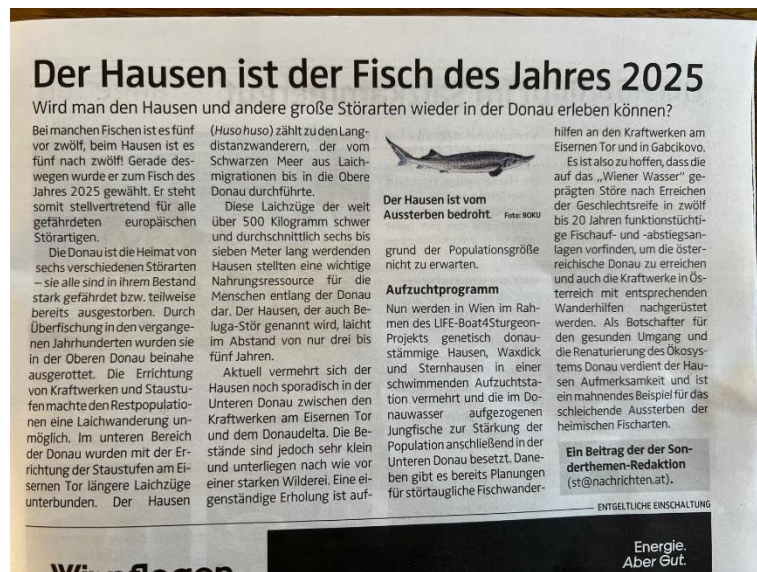 Der Hausen ist der Fisch des Jahres 2025
Wird man den Hausen und andere große Störarten wieder in der Donau erleben können?
Bei manchen Fischen ist es fünf
vor zwölf, beim Hausen ist es
fünf nach zwölf! Gerade des-
wegen wurde er zum Fisch des
Jahres 2025 gewählt. Er steht
somit stellvertretend für alle
gefährdeten europäischen
Störartigen.
Die Donau ist die Heimat von
sechs verschiedenen Störarten
– sie alle sind in ihrem Bestand
stark gefährdet bzw. teilweise
bereits ausgestorben. Durch
Überfischung in den vergange-
nen Jahrhunderten wurden sie
in der Oberen Donau beinahe
ausgerottet. Die Errichtung
von Kraftwerken und Staustu-
fen machte den Restpopulatio-
nen eine Laichwanderung un-
möglich. Im unteren Bereich
der Donau wurden mit der Er-
richtung der Staustufen am Ei-
sernen Tor längere Laichzüge
unterbunden. Der Hausen
(Huso huso) zählt zu den Lang-
distanzwanderern, der vom
Schwarzen Meer aus Laich-
migrationen bis in die Obere
Donau durchführte.
Diese Laichzüge der weit
über 500 Kilogramm schwer
und durchschnittlich sechs bis
sieben Meter lang werdenden
Hausen stellten eine wichtige
Nahrungsressource für die
Menschen entlang der Donau
dar. Der Hausen, der auch Be-
luga-Stör genannt wird, laicht
im Abstand von nur drei bis
fünf Jahren.
Aktuell vermehrt sich der
Hausen noch sporadisch in der
Unteren Donau zwischen den
Kraftwerken am Eisernen Tor
und dem Donaudelta. Die Be-
stände sind jedoch sehr klein
und unterliegen nach wie vor
einer starken Wilderei. Eine ei-
genständige Erholung ist auf-
Der Hausen ist vom
Aussterben bedroht. Foto: BOKU
grund der Populationsgröße
nicht zu erwarten.
Aufzuchtprogramm
Nun werden in Wien im Rah-
men des LIFE-Boat4Sturgeon-
Projekts genetisch donau-
stämmige Hausen, Waxdick
und Sternhausen in einer
schwimmenden Aufzuchtsta-
tion vermehrt und die im Do-
nauwasser aufgezogenen
Jungfische zur Stärkung der
Population anschließend in der
Unteren Donau besetzt. Dane-
ben gibt es bereits Planungen
für störtaugliche Fischwander-
hilfen an den Kraftwerken am
Eisernen Tor und in Gabcikovo.
Es ist also zu hoffen, dass die
auf das „Wiener Wasser“ ge-
prägten Störe nach Erreichen
der Geschlechtsreife in zwölf
bis 20 Jahren funktionstüchti-
ge Fischauf- und -abstiegsan-
lagen vorfinden, um die öster-
reichische Donau zu erreichen
und auch die Kraftwerke in Ös-
terreich mit entsprechenden
Wanderhilfen nachgerüstet
werden. Als Botschafter für
den gesunden Umgang und
die Renaturierung des Ökosys-
tems Donau verdient der Hau-
sen Aufmerksamkeit und ist
ein mahnendes Beispiel für das
schleichende Aussterben der
heimischen Fischarten.
Ein Beitrag der der Son-
derthemen-Redaktion
(st@nachrichten.at).
ENTGELTLICHE EINSCHALTUNG
Energie.
Aber Gut.